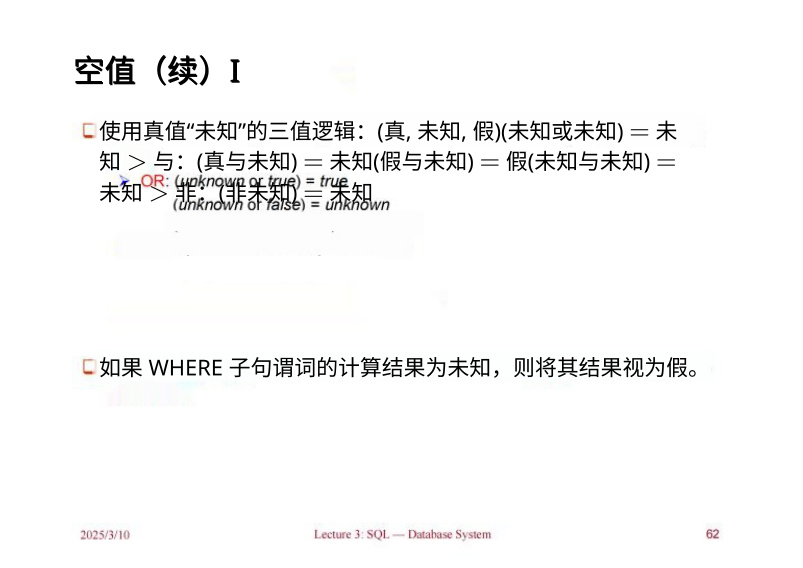 空值（续）I
使用真值“未知”的三值逻辑：(真, 未知, 假)(未知或未知) = 未
知 > 与：(真与未知) = 未知(假与未知) = 假(未知与未知) =
OR: (unknown or true) = true
未知 > 非：(非未知) = 未知
(unknown or false) = unknown
如果 WHERE 子句谓词的计算结果为未知，则将其结果视为假。
2025/3/10
Lecture 3: SQL — Database System
62